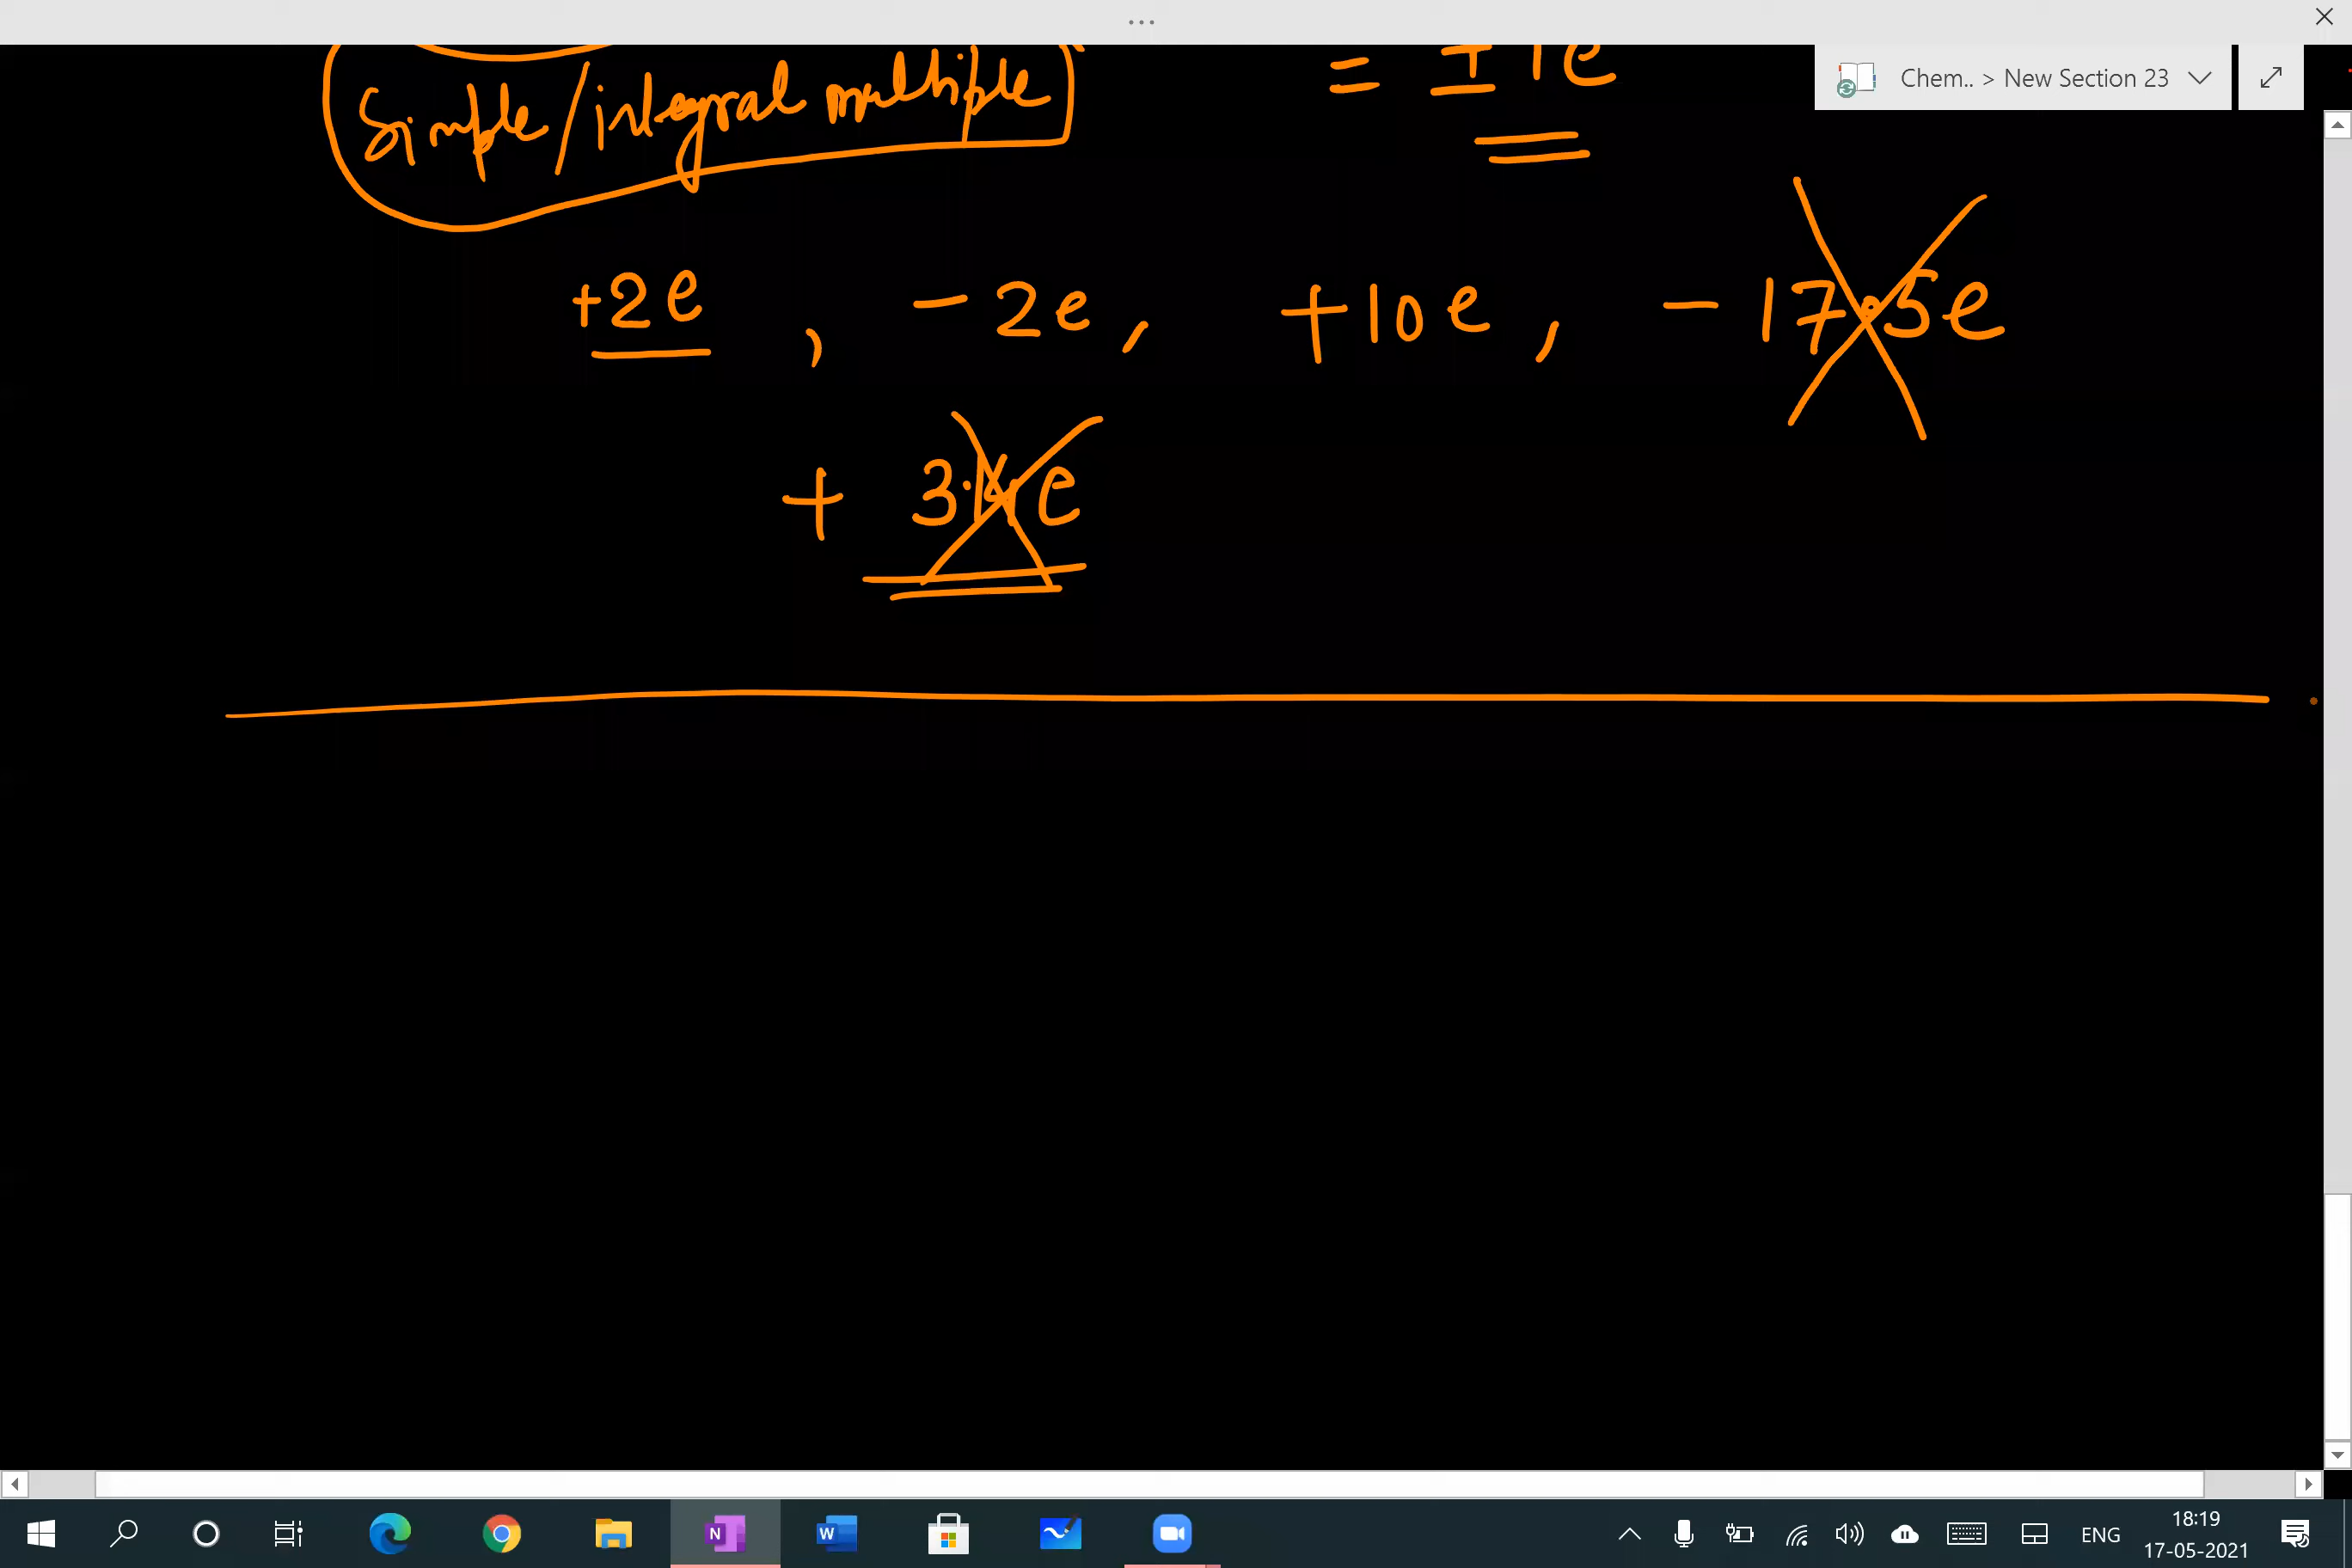 Simple/integral multiple
= ± 1e
Chem.. > New Section 23
+2e , - 2e, +10e, - 17.5e
+ 3.14e
ENG
18:19
17-05-2021